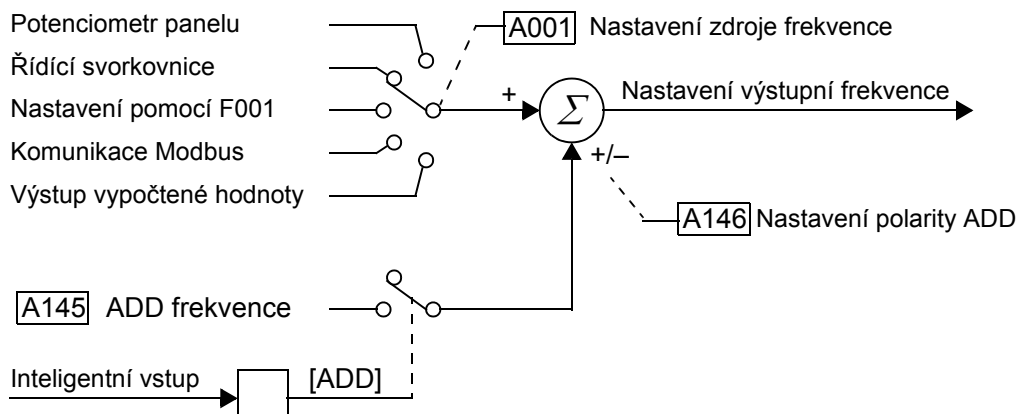 Potenciometr panelu
A001 Nastavení zdroje frekvence
Řídící svorkovnice
Nastavení pomocí F001
+
Σ
Nastavení výstupní frekvence
Komunikace Modbus
+/–
Výstup vypočtené hodnoty
A146 Nastavení polarity ADD
A145 ADD frekvence
Inteligentní vstup
[ADD]